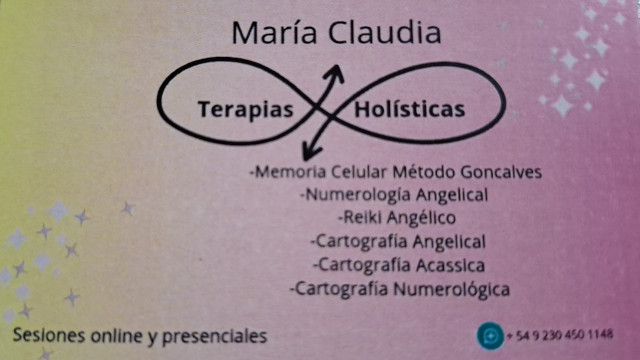 María Claudia
Terapias Holísticas
-Memoria Celular Método Goncalves
-Numerología Angelical
-Reiki Angélico
-Cartografía Angelical
-Cartografía Acassica
-Cartografía Numerológica
Sesiones online y presenciales
+ 54 9 230 450 1148